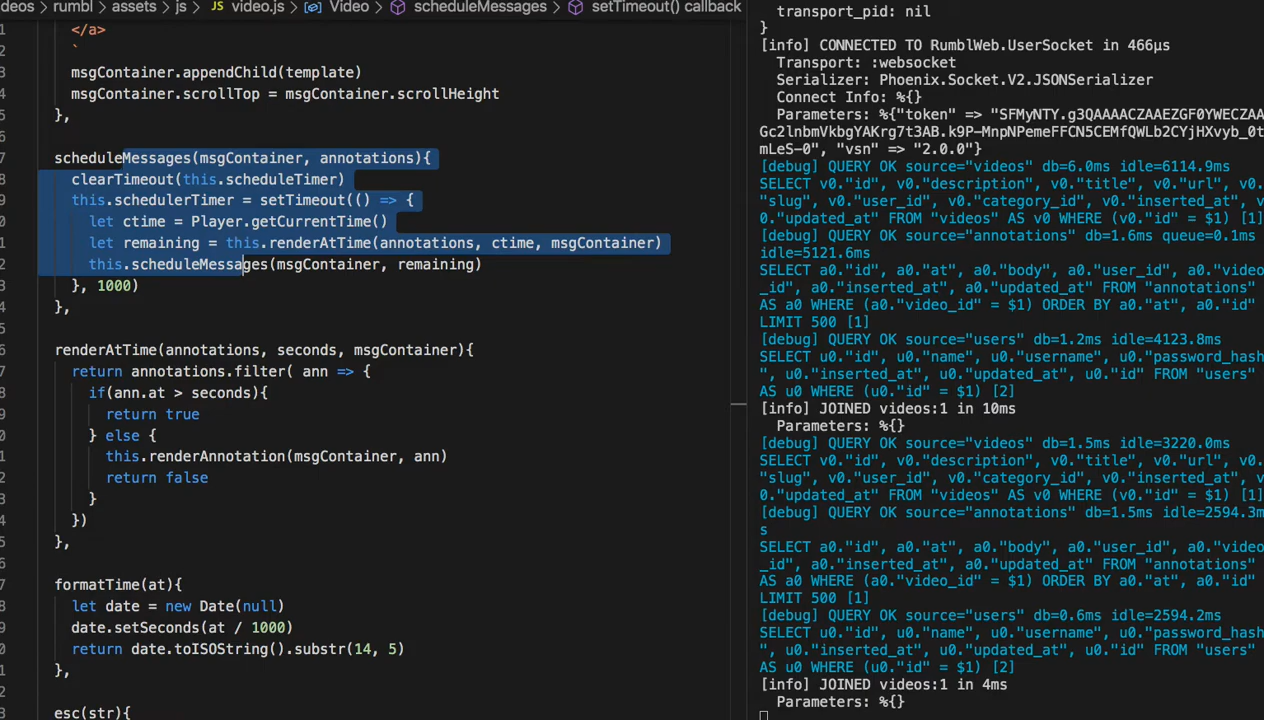 deos › rumbl › assets › js › JS video.js › Video › scheduleMessages › setTimeout() callback
</a>
`
msgContainer.appendChild(template)
msgContainer.scrollTop = msgContainer.scrollHeight
},
scheduleMessages(msgContainer, annotations){
clearTimeout(this.scheduleTimer)
this.schedulerTimer = setTimeout(() => {
let ctime = Player.getCurrentTime()
let remaining = this.renderAtTime(annotations, ctime, msgContainer)
this.scheduleMessages(msgContainer, remaining)
}, 1000)
},
renderAtTime(annotations, seconds, msgContainer){
return annotations.filter( ann => {
if(ann.at > seconds){
return true
} else {
this.renderAnnotation(msgContainer, ann)
return false
}
})
},
formatTime(at){
let date = new Date(null)
date.setSeconds(at / 1000)
return date.toISOString().substr(14, 5)
},
esc(str){
transport_pid: nil
}
[info] CONNECTED TO RumblWeb.UserSocket in 466µs
Transport: :websocket
Serializer: Phoenix.Socket.V2.JSONSerializer
Connect Info: %{}
Parameters: %{"token" => "SFMyNTY.g3QAAAACZAAEZGF0YWECZAA
Gc2lnbmVkbgYAKrg7t3AB.k9P-MnpNPemeFFCN5CEMfQWLb2CYjHXvyb_0t
mLeS-0", "vsn" => "2.0.0"}
[debug] QUERY OK source="videos" db=6.0ms idle=6114.9ms
SELECT v0."id", v0."description", v0."title", v0."url", v0.
"slug", v0."user_id", v0."category_id", v0."inserted_at", v
0."updated_at" FROM "videos" AS v0 WHERE (v0."id" = $1) [1]
[debug] QUERY OK source="annotations" db=1.6ms queue=0.1ms
idle=5121.6ms
SELECT a0."id", a0."at", a0."body", a0."user_id", a0."video
_id", a0."inserted_at", a0."updated_at" FROM "annotations"
AS a0 WHERE (a0."video_id" = $1) ORDER BY a0."at", a0."id"
LIMIT 500 [1]
[debug] QUERY OK source="users" db=1.2ms idle=4123.8ms
SELECT u0."id", u0."name", u0."username", u0."password_hash
", u0."inserted_at", u0."updated_at", u0."id" FROM "users"
AS u0 WHERE (u0."id" = $1) [2]
[info] JOINED videos:1 in 10ms
Parameters: %{}
[debug] QUERY OK source="videos" db=1.5ms idle=3220.0ms
SELECT v0."id", v0."description", v0."title", v0."url", v0.
"slug", v0."user_id", v0."category_id", v0."inserted_at", v
0."updated_at" FROM "videos" AS v0 WHERE (v0."id" = $1) [1]
[debug] QUERY OK source="annotations" db=1.5ms idle=2594.3m
s
SELECT a0."id", a0."at", a0."body", a0."user_id", a0."video
_id", a0."inserted_at", a0."updated_at" FROM "annotations"
AS a0 WHERE (a0."video_id" = $1) ORDER BY a0."at", a0."id"
LIMIT 500 [1]
[debug] QUERY OK source="users" db=0.6ms idle=2594.2ms
SELECT u0."id", u0."name", u0."username", u0."password_hash
", u0."inserted_at", u0."updated_at", u0."id" FROM "users"
AS u0 WHERE (u0."id" = $1) [2]
[info] JOINED videos:1 in 4ms
Parameters: %{}